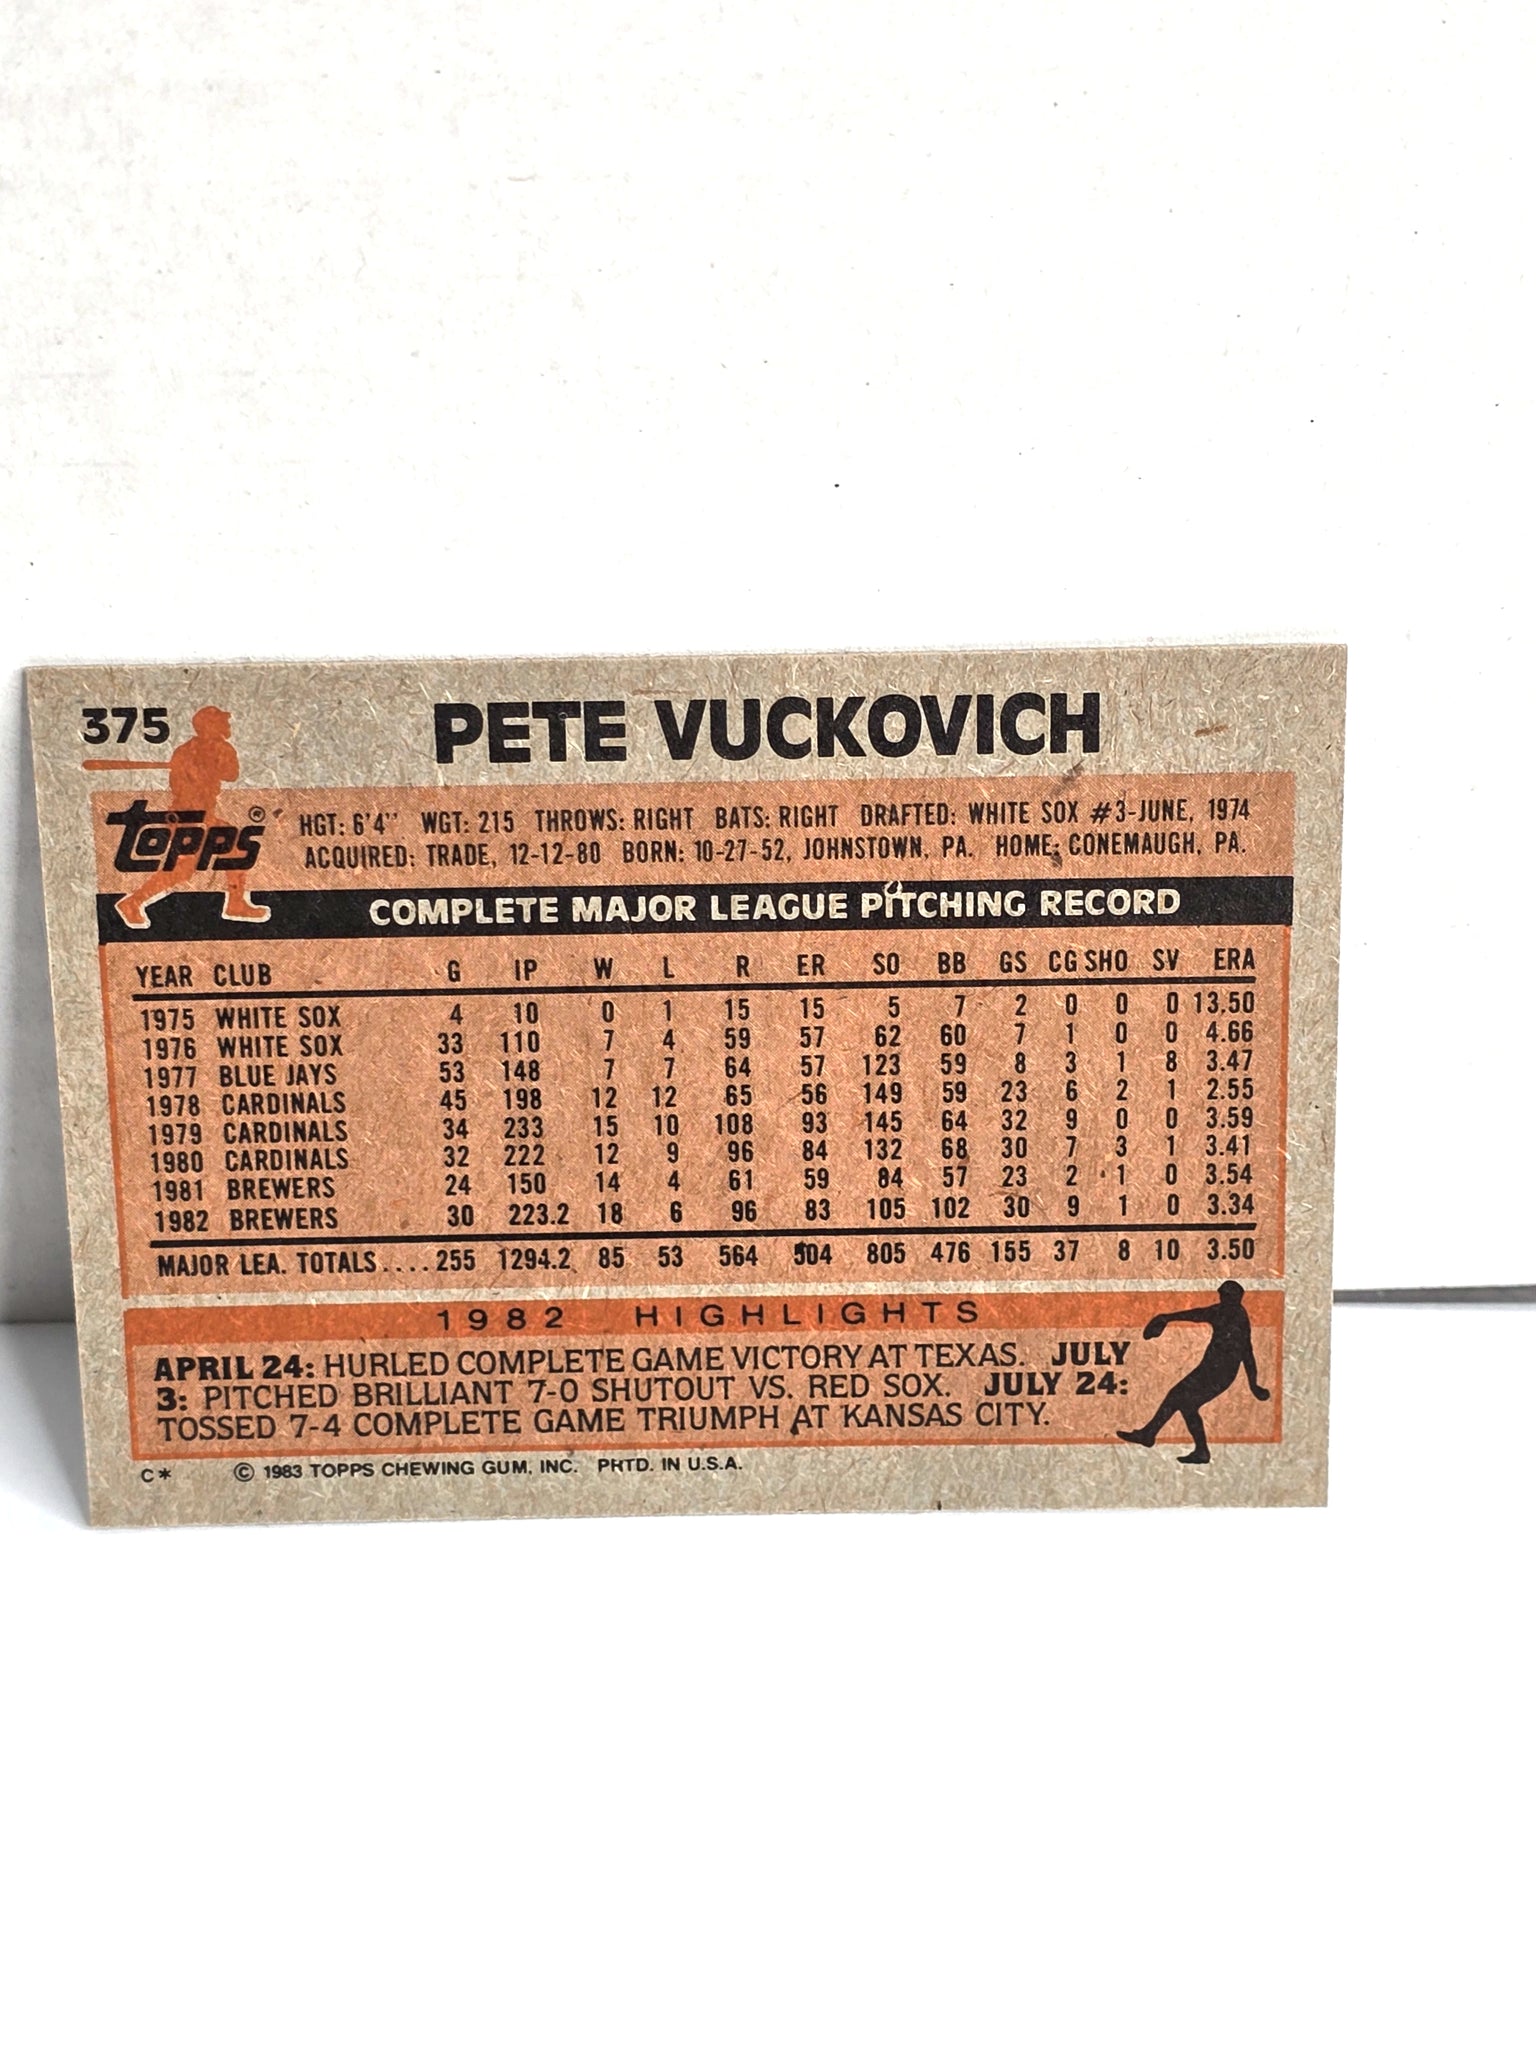 375
PETE VUCKOVICH
Topps®
HGT: 6'4" WGT: 215 THROWS: RIGHT BATS: RIGHT DRAFTED: WHITE SOX #3-JUNE, 1974
ACQUIRED: TRADE, 12-12-80 BORN: 10-27-52, JOHNSTOWN, PA. HOME: CONEMAUGH, PA.
COMPLETE MAJOR LEAGUE PITCHING RECORD
YEAR CLUB G IP W L R ER SO BB GS CG SHO SV ERA
1975 WHITE SOX 4 10 0 1 15 15 5 7 2 0 0 0 13.50
1976 WHITE SOX 33 110 7 4 59 57 62 60 7 1 0 0 4.66
1977 BLUE JAYS 53 148 7 7 64 57 123 59 8 3 1 8 3.47
1978 CARDINALS 45 198 12 12 65 56 149 59 23 6 2 1 2.55
1979 CARDINALS 34 233 15 10 108 93 145 64 32 9 0 0 3.59
1980 CARDINALS 32 222 12 9 96 84 132 68 30 7 3 1 3.41
1981 BREWERS 24 150 14 4 61 59 84 57 23 2 1 0 3.54
1982 BREWERS 30 223.2 18 6 96 83 105 102 30 9 1 0 3.34
MAJOR LEA. TOTALS.... 255 1294.2 85 53 564 504 805 476 155 37 8 10 3.50
1982 HIGHLIGHTS
APRIL 24: HURLED COMPLETE GAME VICTORY AT TEXAS. JULY
3: PITCHED BRILLIANT 7-0 SHUTOUT VS. RED SOX. JULY 24:
TOSSED 7-4 COMPLETE GAME TRIUMPH AT KANSAS CITY.
C* © 1983 TOPPS CHEWING GUM, INC. PRTD. IN U.S.A.